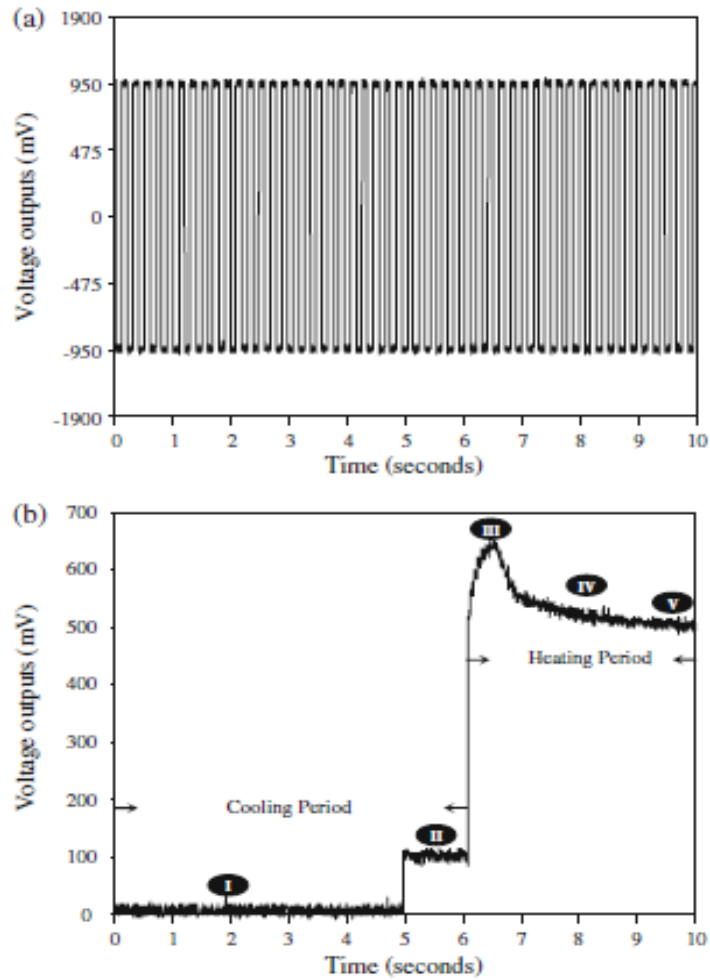 (a)
1900
950
475
0
-475
-950
-1900
Voltage outputs (mV)
0 1 2 3 4 5 6 7 8 9 10
Time (seconds)
(b)
700
600
500
400
300
200
100
0
Voltage outputs (mV)
III
IV
V
Heating Period
Cooling Period
II
I
0 1 2 3 4 5 6 7 8 9 10
Time (seconds)